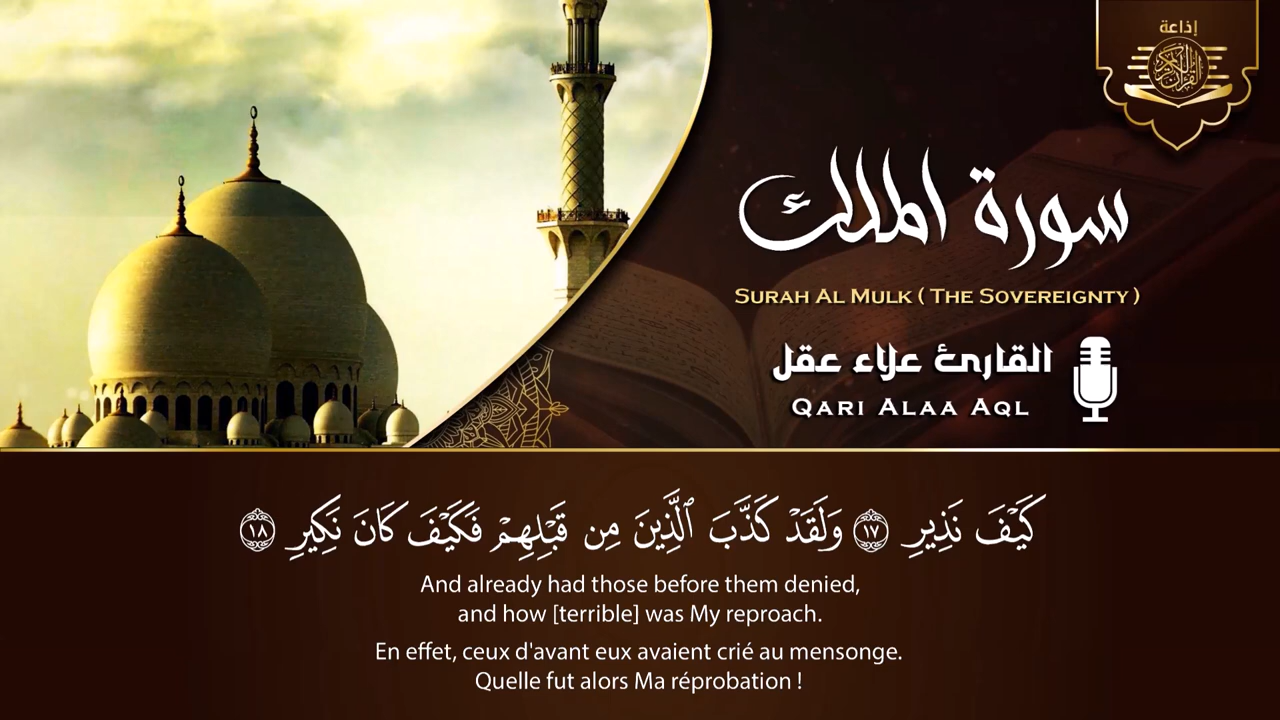 إذاعة
القرآن الكريم
سورة الملك
SURAH AL MULK ( THE SOVEREIGNTY )
القارئ علاء عقل
QARI ALAA AQL
كَيْفَ نَذِيرِ ١٧ وَلَقَدْ كَذَّبَ ٱلَّذِينَ مِن قَبْلِهِمْ فَكَيْفَ كَانَ نَكِيرِ ١٨
And already had those before them denied,
and how [terrible] was My reproach.
En effet, ceux d'avant eux avaient crié au mensonge.
Quelle fut alors Ma réprobation !